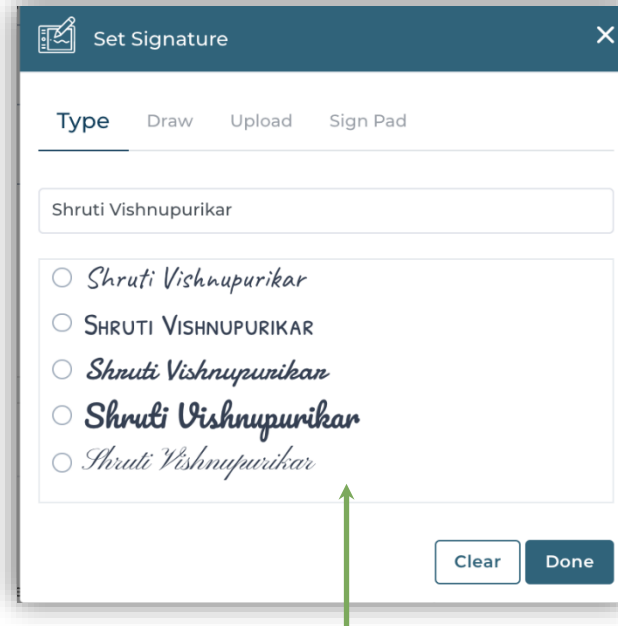 Set Signature
Type Draw Upload Sign Pad
Shruti Vishnupurikar
Shruti Vishnupurikar
SHRUTI VISHNUPURIKAR
Shruti Vishnupurikar
Shruti Vishnupurikar
Shruti Vishnupurikar
Clear Done